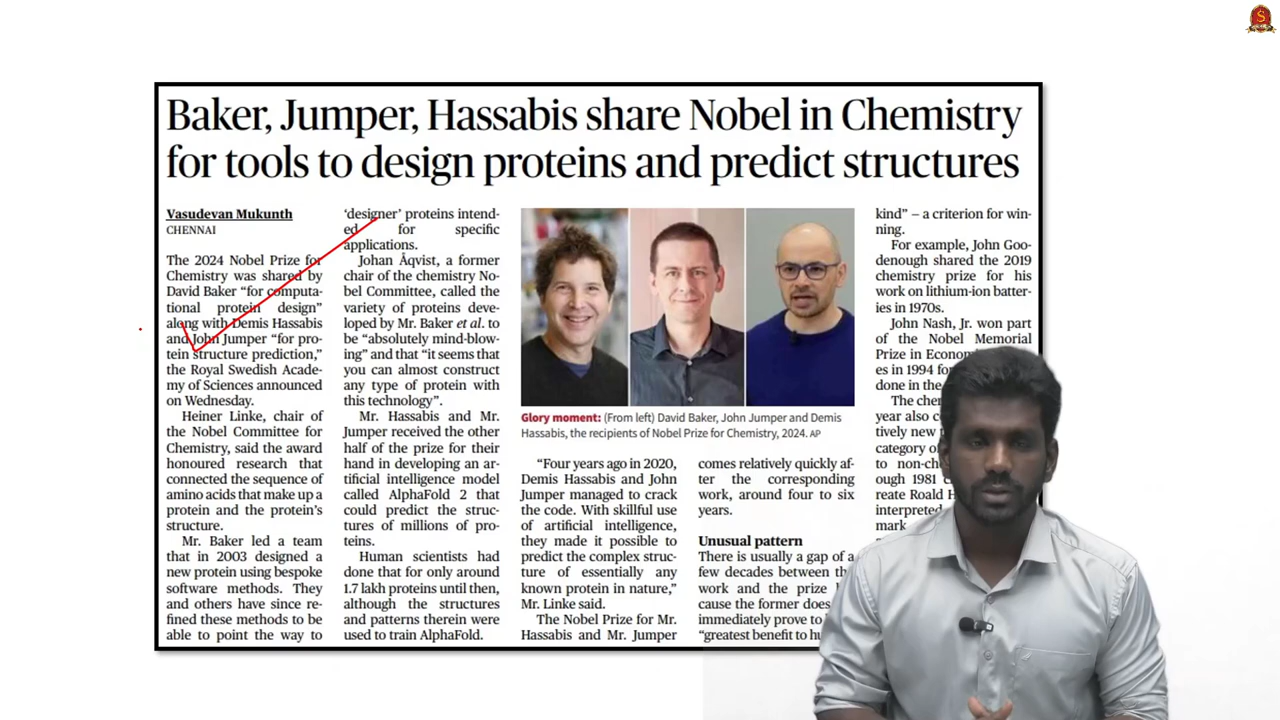 Baker, Jumper, Hassabis share Nobel in Chemistry
for tools to design proteins and predict structures
Vasudevan Mukunth
CHENNAI
The 2024 Nobel Prize for
Chemistry was shared by
David Baker “for computa-
tional protein design”
along with Demis Hassabis
and John Jumper “for pro-
tein structure prediction,”
the Royal Swedish Acade-
my of Sciences announced
on Wednesday.
Heiner Linke, chair of
the Nobel Committee for
Chemistry, said the award
honoured research that
connected the sequence of
amino acids that make up a
protein and the protein’s
structure.
Mr. Baker led a team
that in 2003 designed a
new protein using bespoke
software methods. They
and others have since re-
fined these methods to be
able to point the way to
‘designer’ proteins intend-
ed for specific
applications.
Johan Åqvist, a former
chair of the chemistry No-
bel Committee, called the
variety of proteins deve-
loped by Mr. Baker et al. to
be “absolutely mind-blow-
ing” and that “it seems that
you can almost construct
any type of protein with
this technology”.
Mr. Hassabis and Mr.
Jumper received the other
half of the prize for their
hand in developing an ar-
tificial intelligence model
called AlphaFold 2 that
could predict the struc-
tures of millions of pro-
teins.
Human scientists had
done that for only around
1.7 lakh proteins until then,
although the structures
and patterns therein were
used to train AlphaFold.
Glory moment: (From left) David Baker, John Jumper and Demis
Hassabis, the recipients of Nobel Prize for Chemistry, 2024. AP
“Four years ago in 2020,
Demis Hassabis and John
Jumper managed to crack
the code. With skillful use
of artificial intelligence,
they made it possible to
predict the complex struc-
ture of essentially any
known protein in nature,”
Mr. Linke said.
The Nobel Prize for Mr.
Hassabis and Mr. Jumper
comes relatively quickly af-
ter the corresponding
work, around four to six
years.
Unusual pattern
There is usually a gap of a
few decades between
work and the prize
cause the former does
immediately prove to
“greatest benefit to
kind” – a criterion for win-
ning.
For example, John Goo-
denough shared the 2019
chemistry prize for his
work on lithium-ion batter-
ies in 1970s.
John Nash, Jr. won part
of the Nobel Memorial
Prize in
es in 1994
done in the
The
year also
tively new
category of
to
ough 1981
reate Roald
interpreted
mark